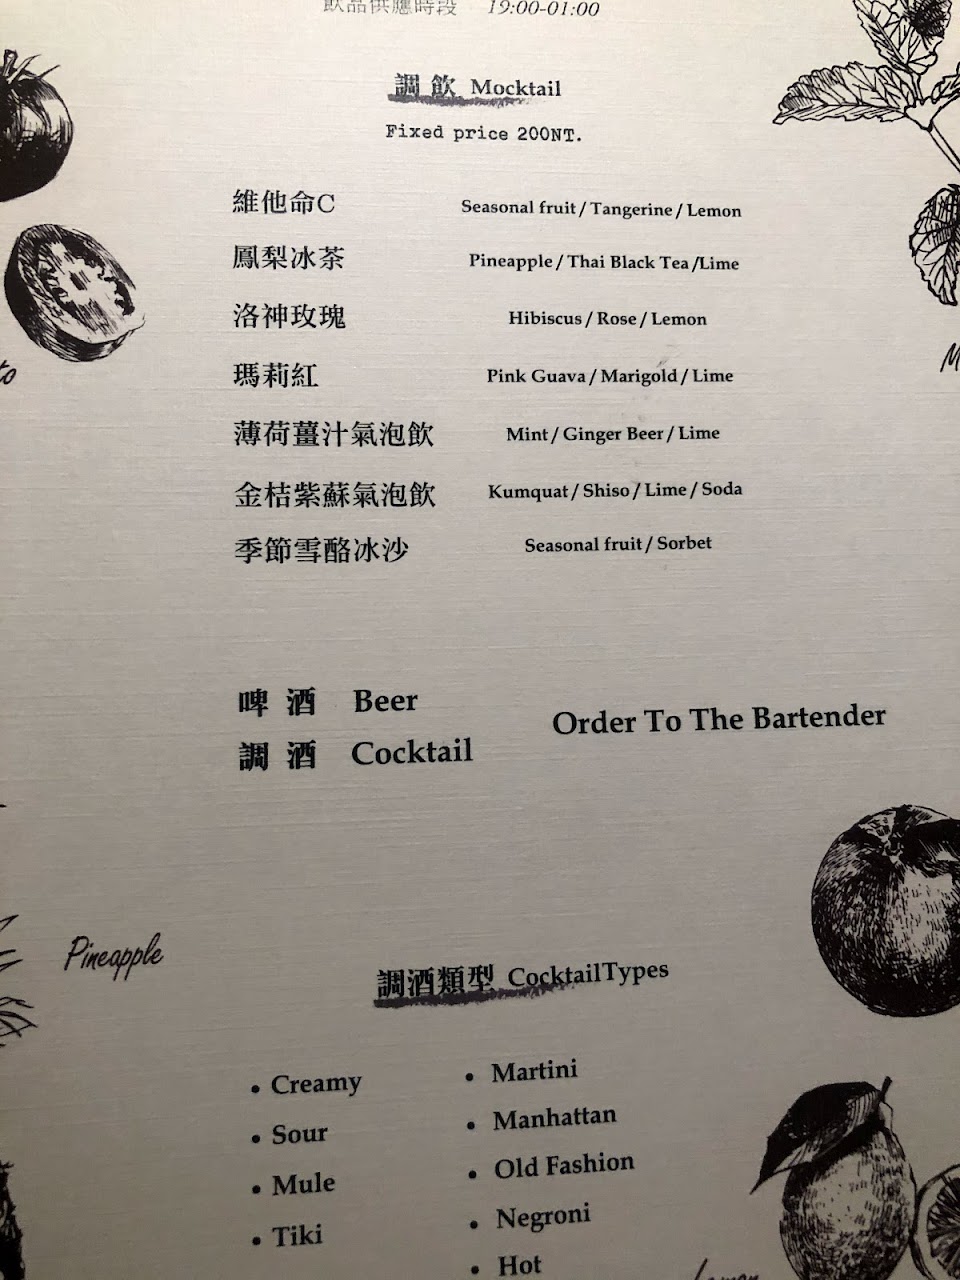 飲品供應時段 19:00-01:00
調 飲 Mocktail
Fixed price 200NT.
維他命C Seasonal fruit / Tangerine / Lemon
鳳梨冰茶 Pineapple / Thai Black Tea /Lime
洛神玫瑰 Hibiscus / Rose / Lemon
瑪莉紅 Pink Guava / Marigold / Lime
薄荷薑汁氣泡飲 Mint / Ginger Beer / Lime
金桔紫蘇氣泡飲 Kumquat / Shiso / Lime / Soda
季節雪酪冰沙 Seasonal fruit / Sorbet
啤 酒 Beer
調 酒 Cocktail
Order To The Bartender
Pineapple
調酒類型 CocktailTypes
• Creamy
• Sour
• Mule
• Tiki
• Martini
• Manhattan
• Old Fashion
• Negroni
• Hot